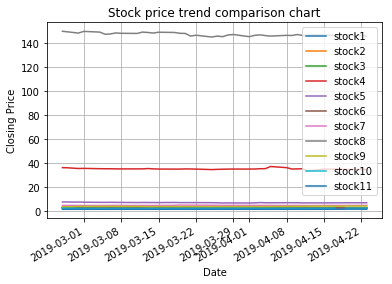 Stock price trend comparison chart
Closing Price
140
120
100
80
60
40
20
0
stock1
stock2
stock3
stock4
stock5
stock6
stock7
stock8
stock9
stock10
stock11
2019-03-01
2019-03-08
2019-03-15
2019-03-22
2019-03-29
2019-04-01
2019-04-08
2019-04-15
2019-04-22
Date